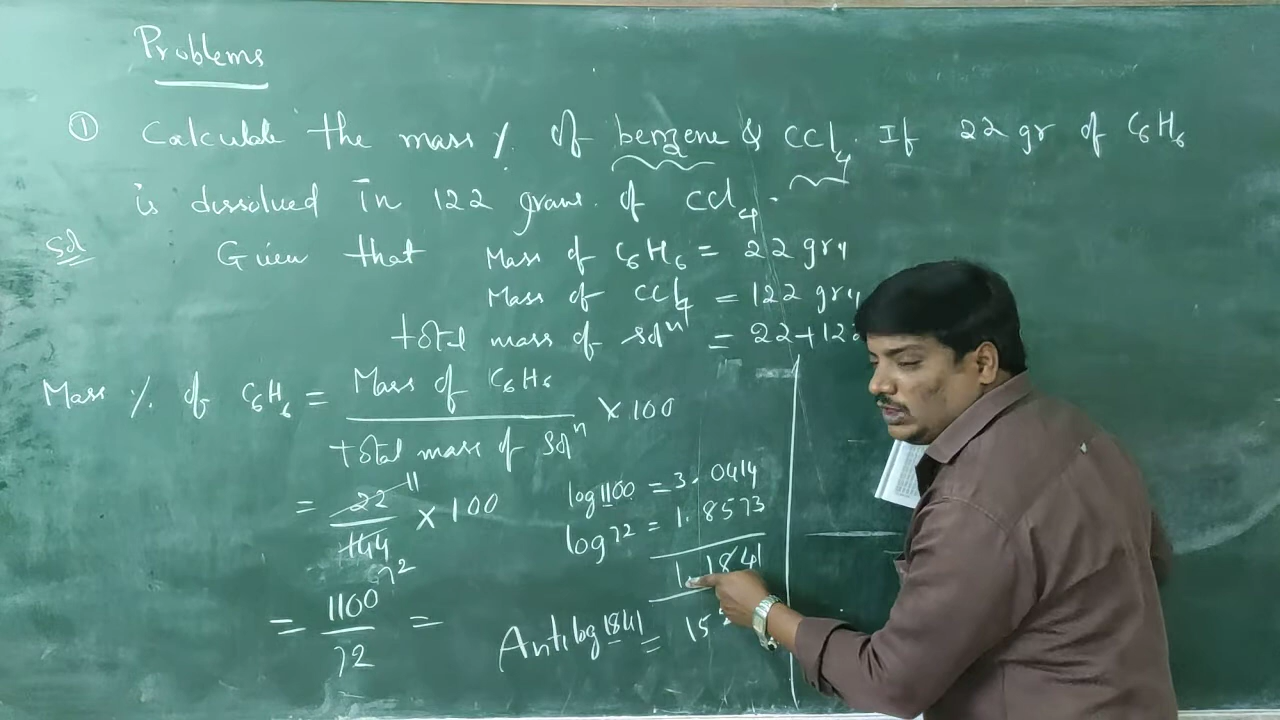 Problems
① Calculate the mass % of benzene & CCl₄. If 22 gr of C₆H₆
is dissolved in 122 grams. of CCl₄.
Sol Given that Mass of C₆H₆ = 22 grs
Mass of CCl₄ = 122 grs
total mass of solⁿ = 22+122
Mass % of C₆H₆ = Mass of C₆H₆
× 100
total mass of solⁿ
= 22 11
× 100
144
72
log 1100 = 3.0414
log 72 = 1.8573
1.1841
= 1100 =
72
Antilog 1841 = 15